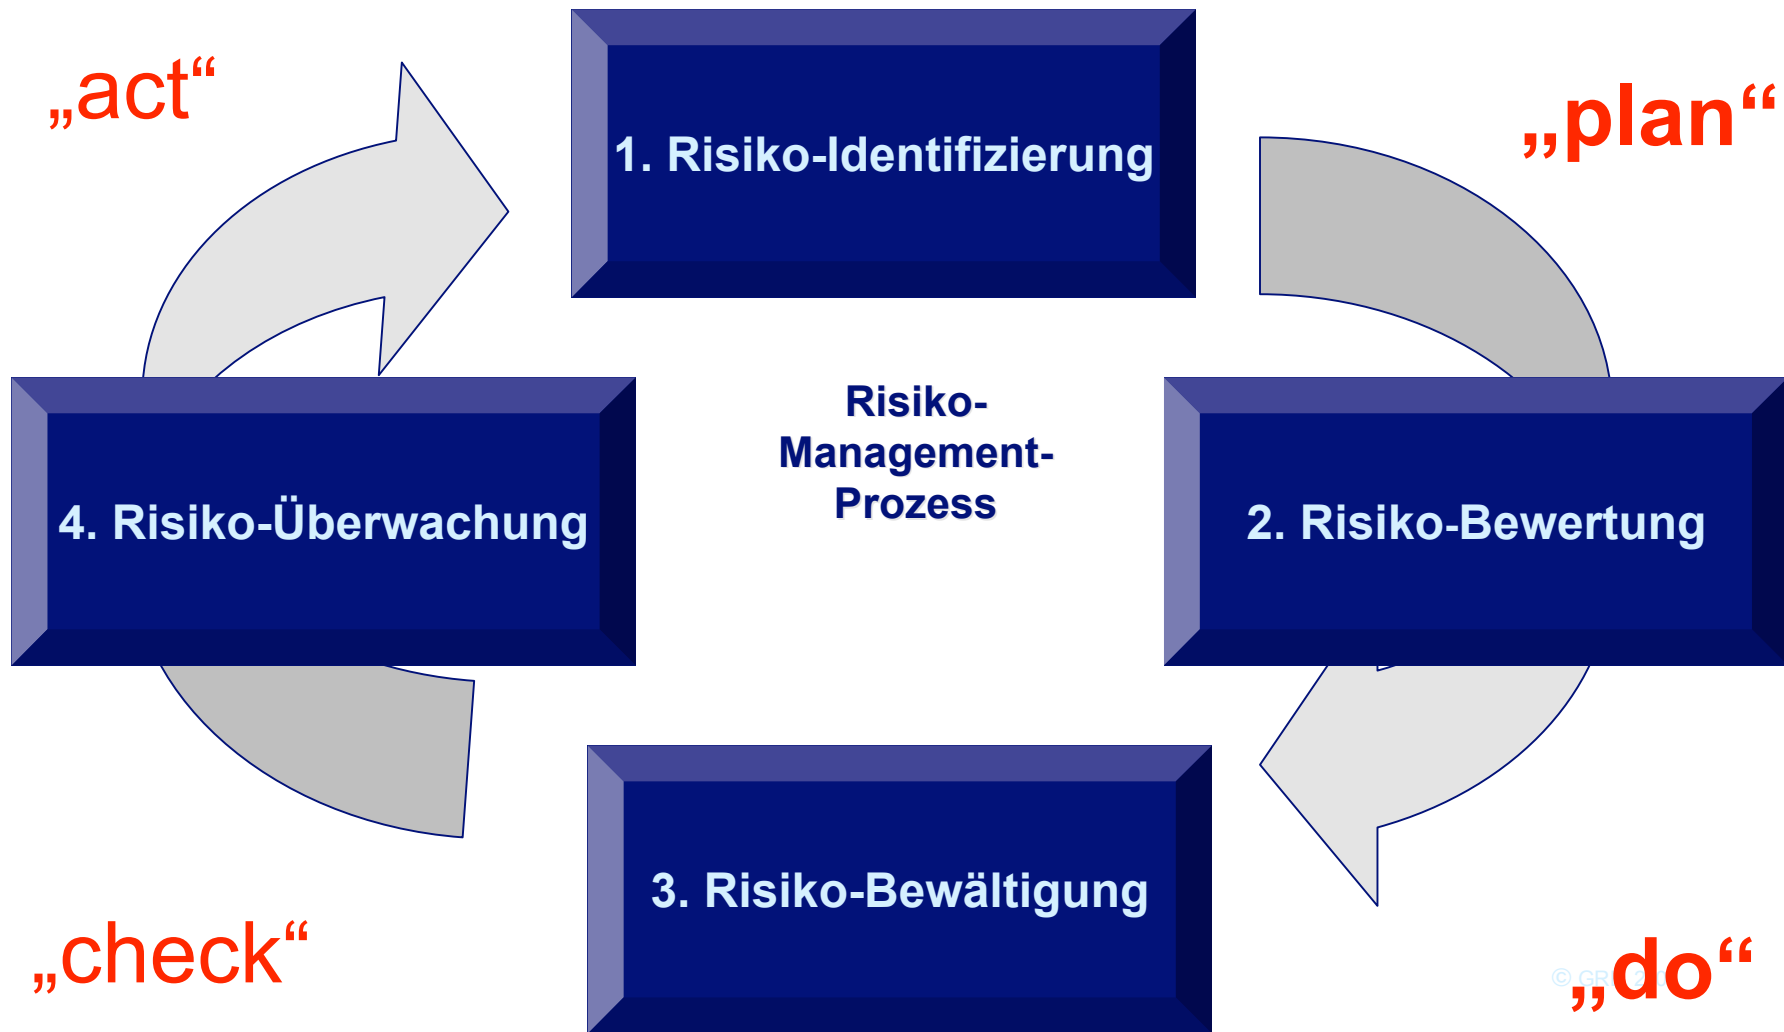 „act“
1. Risiko-Identifizierung
„plan“
Risiko-
Management-
Prozess
4. Risiko-Überwachung
2. Risiko-Bewertung
3. Risiko-Bewältigung
„check“
„do“
©